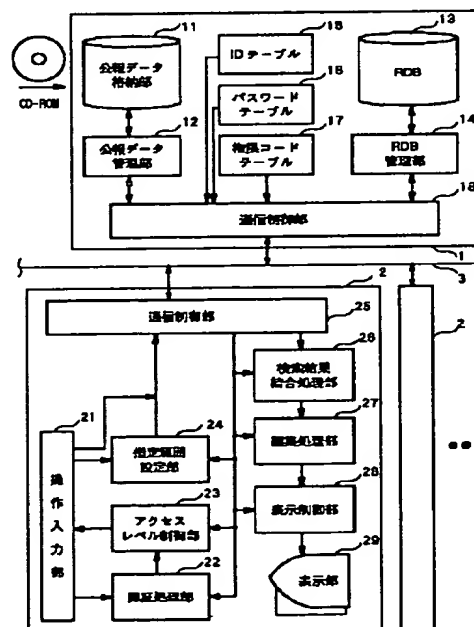 11
公報データ
格納部
CD-ROM
12
公報データ
管理部
15
IDテーブル
16
パスワード
テーブル
17
権限コード
テーブル
13
RDB
14
RDB
管理部
18
通信制御部
1
3
2
25
通信制御部
2
26
検索結果
結合処理部
27
編集処理部
28
表示制御部
29
表示部
21
操作入力部
24
指定範囲
設定部
23
アクセス
レベル制御部
22
認証処理部